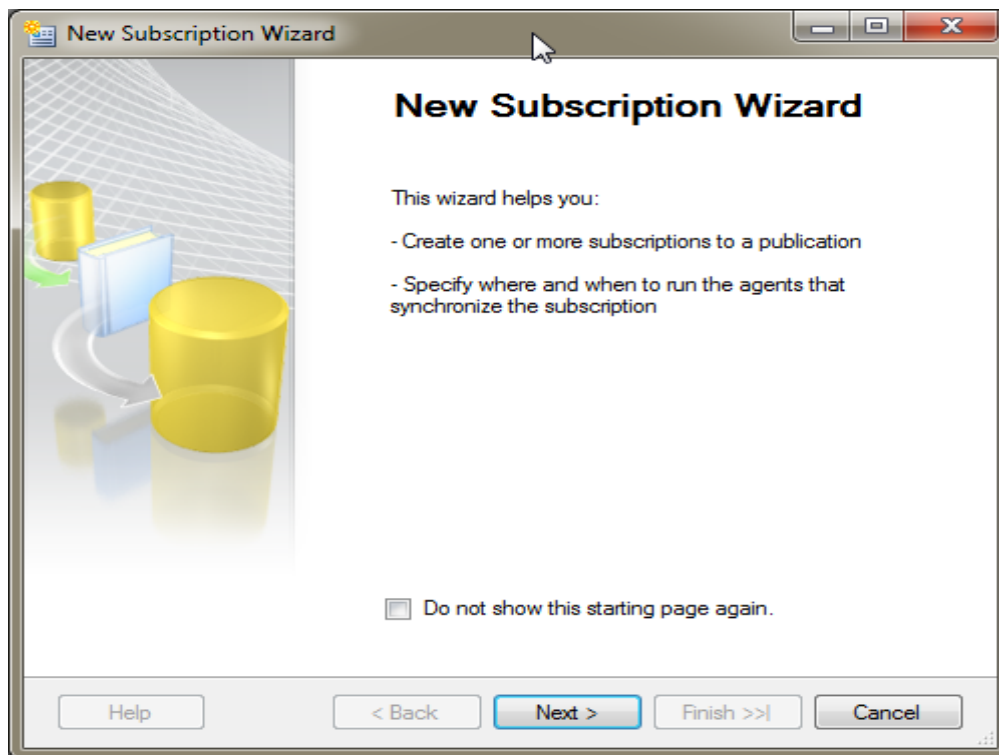 New Subscription Wizard
New Subscription Wizard
This wizard helps you:
- Create one or more subscriptions to a publication
- Specify where and when to run the agents that
synchronize the subscription
Do not show this starting page again.
Help
< Back
Next >
Finish >>|
Cancel